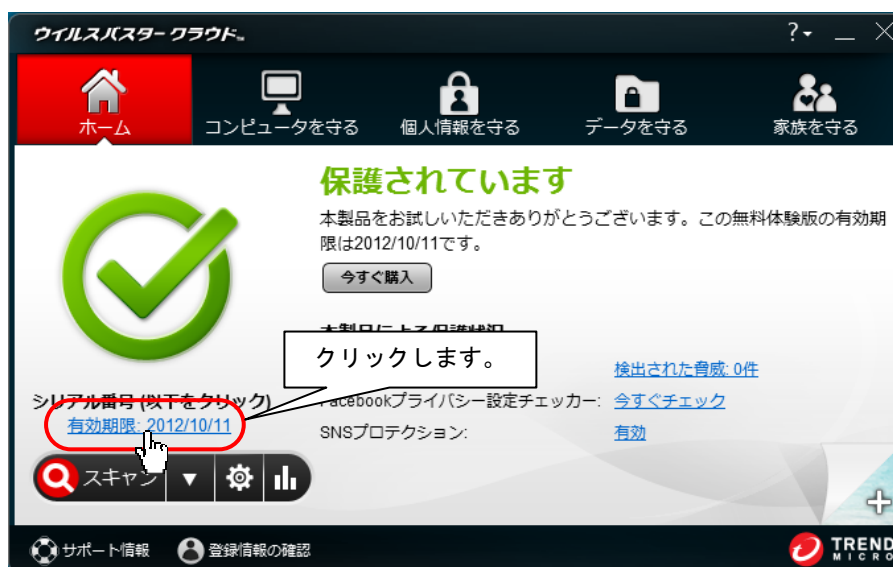 ウイルスバスター クラウド™
?
ホーム
コンピュータを守る
個人情報を守る
データを守る
家族を守る
保護されています
本製品をお試しいただきありがとうございます。この無料体験版の有効期
限は2012/10/11です。
今すぐ購入
クリックします。
検出された脅威: 0件
シリアル番号 (以下をクリック)
有効期限: 2012/10/11
Facebookプライバシー設定チェッカー: 今すぐチェック
SNSプロテクション: 有効
スキャン
サポート情報
登録情報の確認
TREND
MICRO